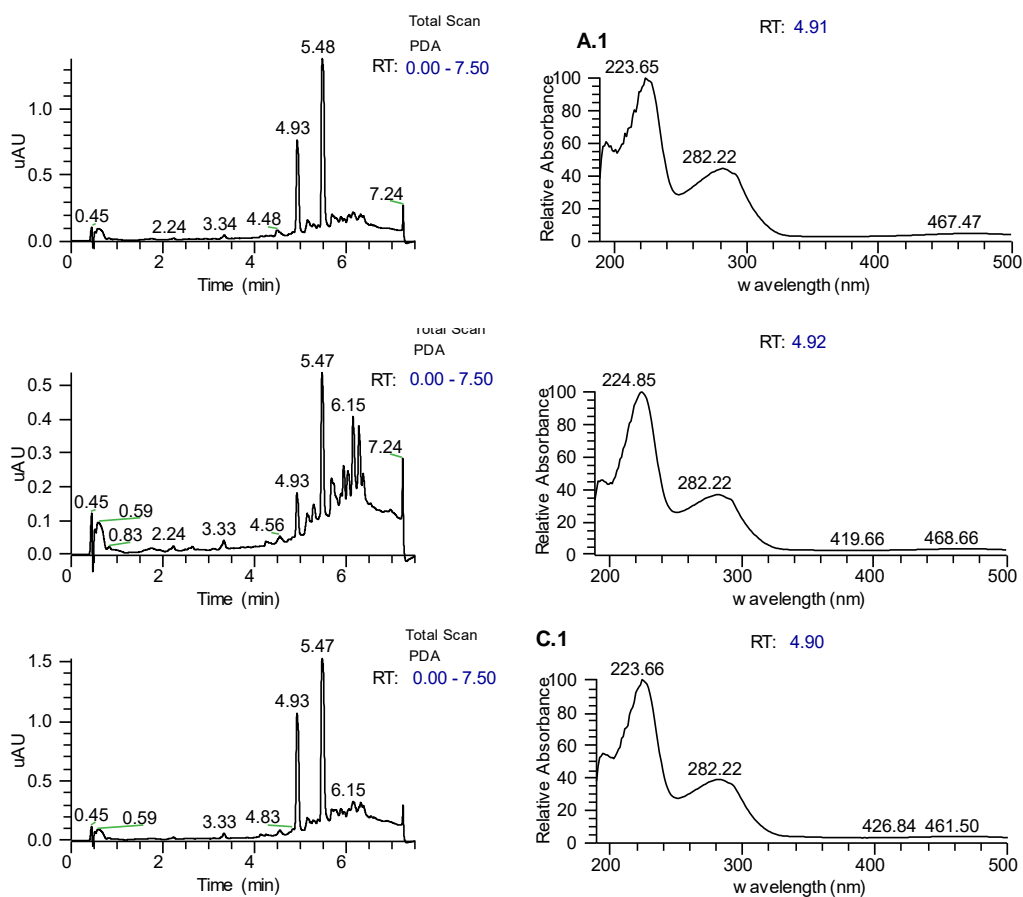 Total Scan
PDA
RT: 0.00 - 7.50
5.48
4.93
7.24
0.45
2.24
3.34
4.48
1.0
0.5
0.0
uAU
0 2 4 6
Time (min)
RT: 4.91
A.1
223.65
282.22
467.47
100
80
60
40
20
0
Relative Absorbance
200 300 400 500
wavelength (nm)
Total Scan
PDA
RT: 0.00 - 7.50
5.47
6.15
7.24
4.93
0.45
0.59
0.83
2.24
3.33
4.56
0.5
0.4
0.3
0.2
0.1
0.0
uAU
0 2 4 6
Time (min)
RT: 4.92
224.85
282.22
419.66
468.66
100
80
60
40
20
0
Relative Absorbance
200 300 400 500
wavelength (nm)
Total Scan
PDA
RT: 0.00 - 7.50
5.47
4.93
6.15
0.45
0.59
3.33
4.83
1.5
1.0
0.5
0.0
uAU
0 2 4 6
Time (min)
C.1
RT: 4.90
223.66
282.22
426.84 461.50
100
80
60
40
20
0
Relative Absorbance
200 300 400 500
wavelength (nm)